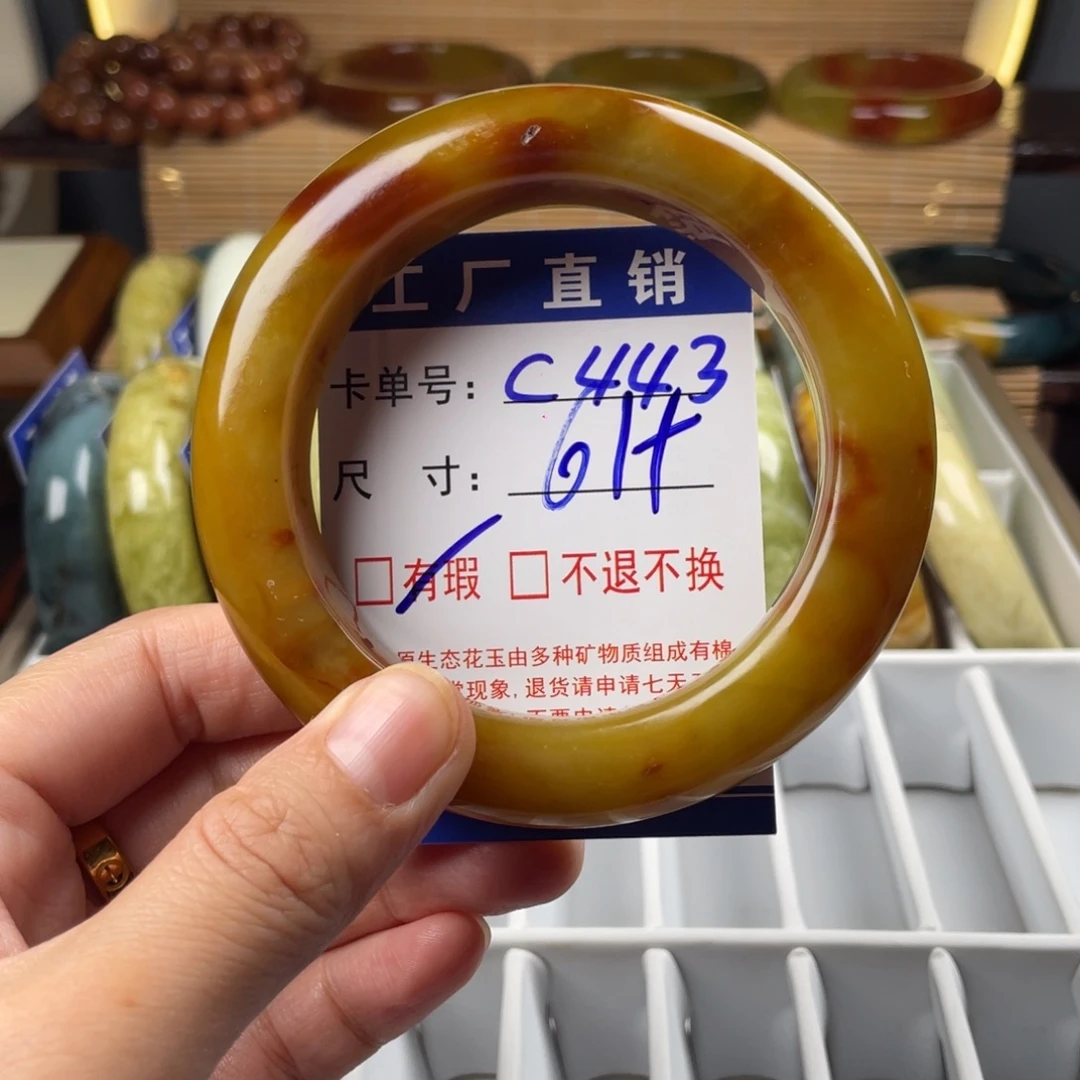 工厂直销
卡单号: C443
尺 寸: 61+
□有瑕 □不退不换
原生态花玉由多种矿物质组成有棉
现象, 退货请申请七天